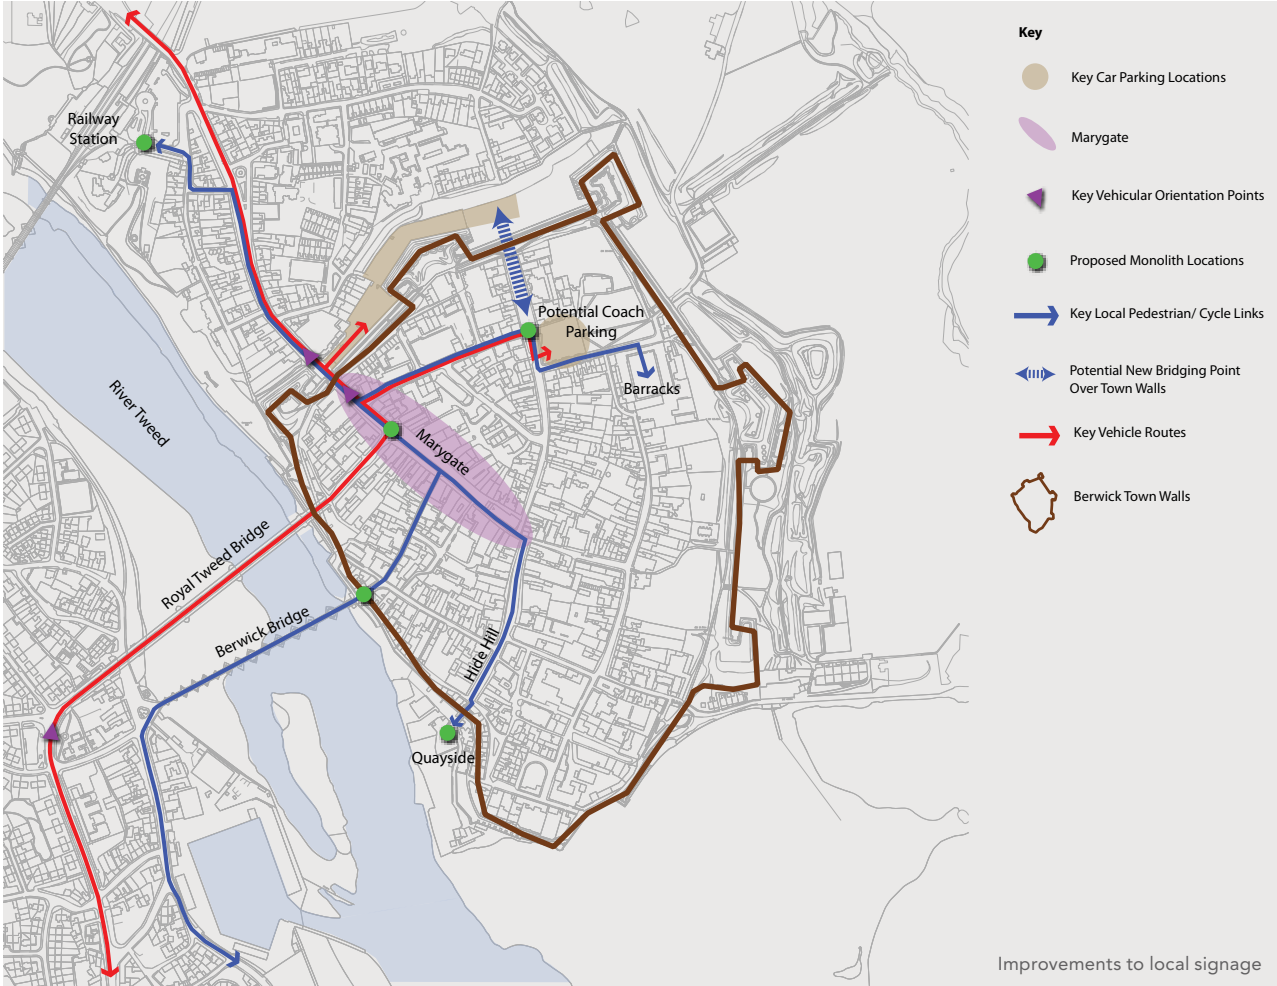 Railway
Station
Potential Coach
Parking
Barracks
River Tweed
Marygate
Royal Tweed Bridge
Berwick Bridge
Hide Hill
Quayside
Key
Key Car Parking Locations
Marygate
Key Vehicular Orientation Points
Proposed Monolith Locations
Key Local Pedestrian/ Cycle Links
Potential New Bridging Point
Over Town Walls
Key Vehicle Routes
Berwick Town Walls
Improvements to local signage